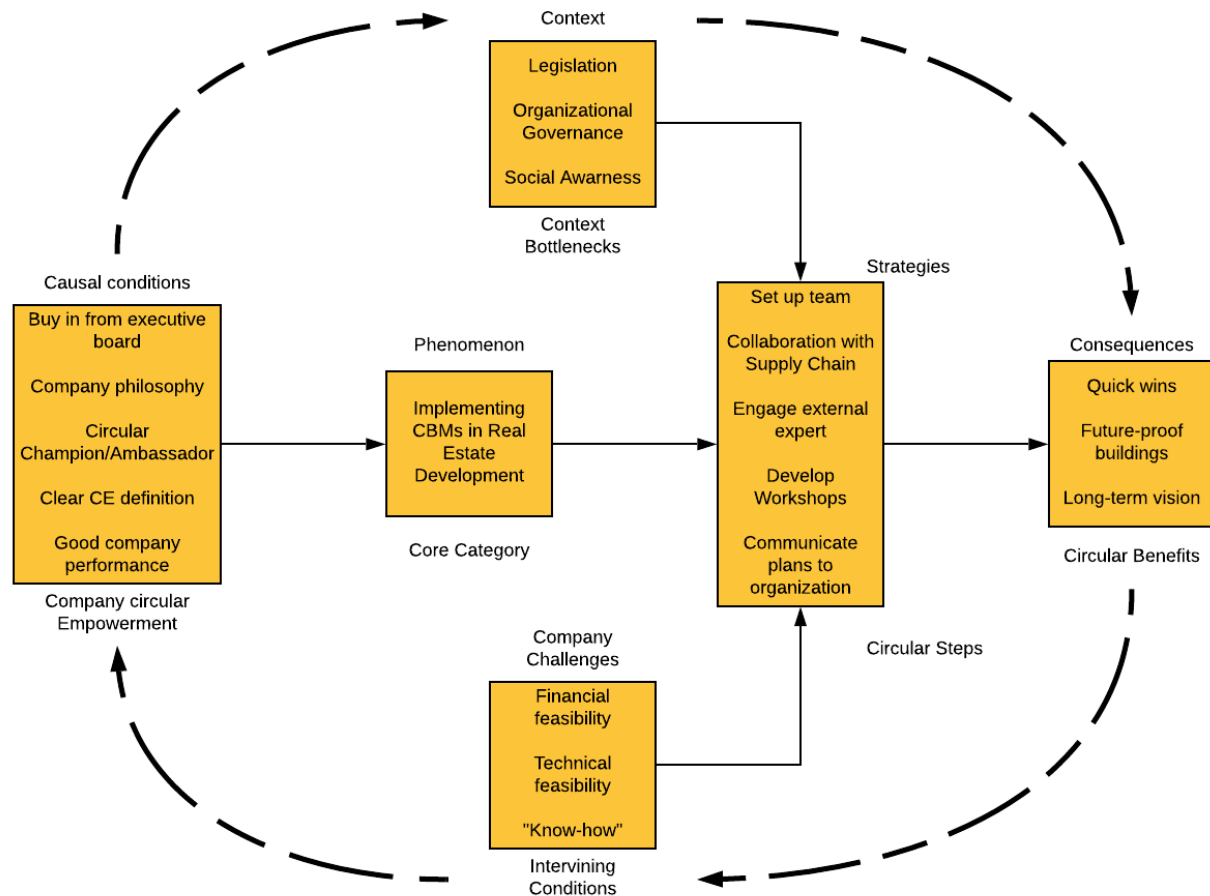 Context
Legislation
Organizational
Governance
Social Awarness
Context
Bottlenecks
Causal conditions
Buy in from executive
board
Company philosophy
Circular
Champion/Ambassador
Clear CE definition
Good company
performance
Company circular
Empowerment
Phenomenon
Implementing
CBMs in Real
Estate
Development
Core Category
Strategies
Set up team
Collaboration with
Supply Chain
Engage external
expert
Develop
Workshops
Communicate
plans to
organization
Circular Steps
Consequences
Quick wins
Future-proof
buildings
Long-term vision
Circular Benefits
Company
Challenges
Financial
feasibility
Technical
feasibility
"Know-how"
Intervining
Conditions